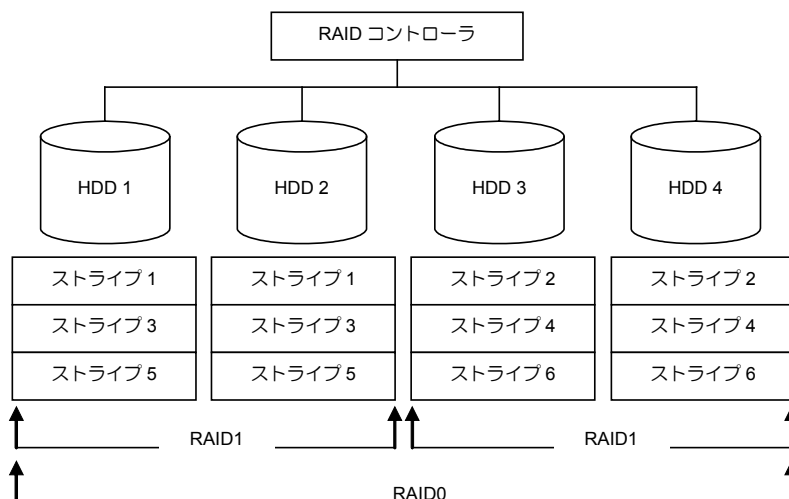 RAID コントローラ
HDD 1 HDD 2 HDD 3 HDD 4
ストライプ 1 ストライプ 1 ストライプ 2 ストライプ 2
ストライプ 3 ストライプ 3 ストライプ 4 ストライプ 4
ストライプ 5 ストライプ 5 ストライプ 6 ストライプ 6
RAID1 RAID1
RAID0